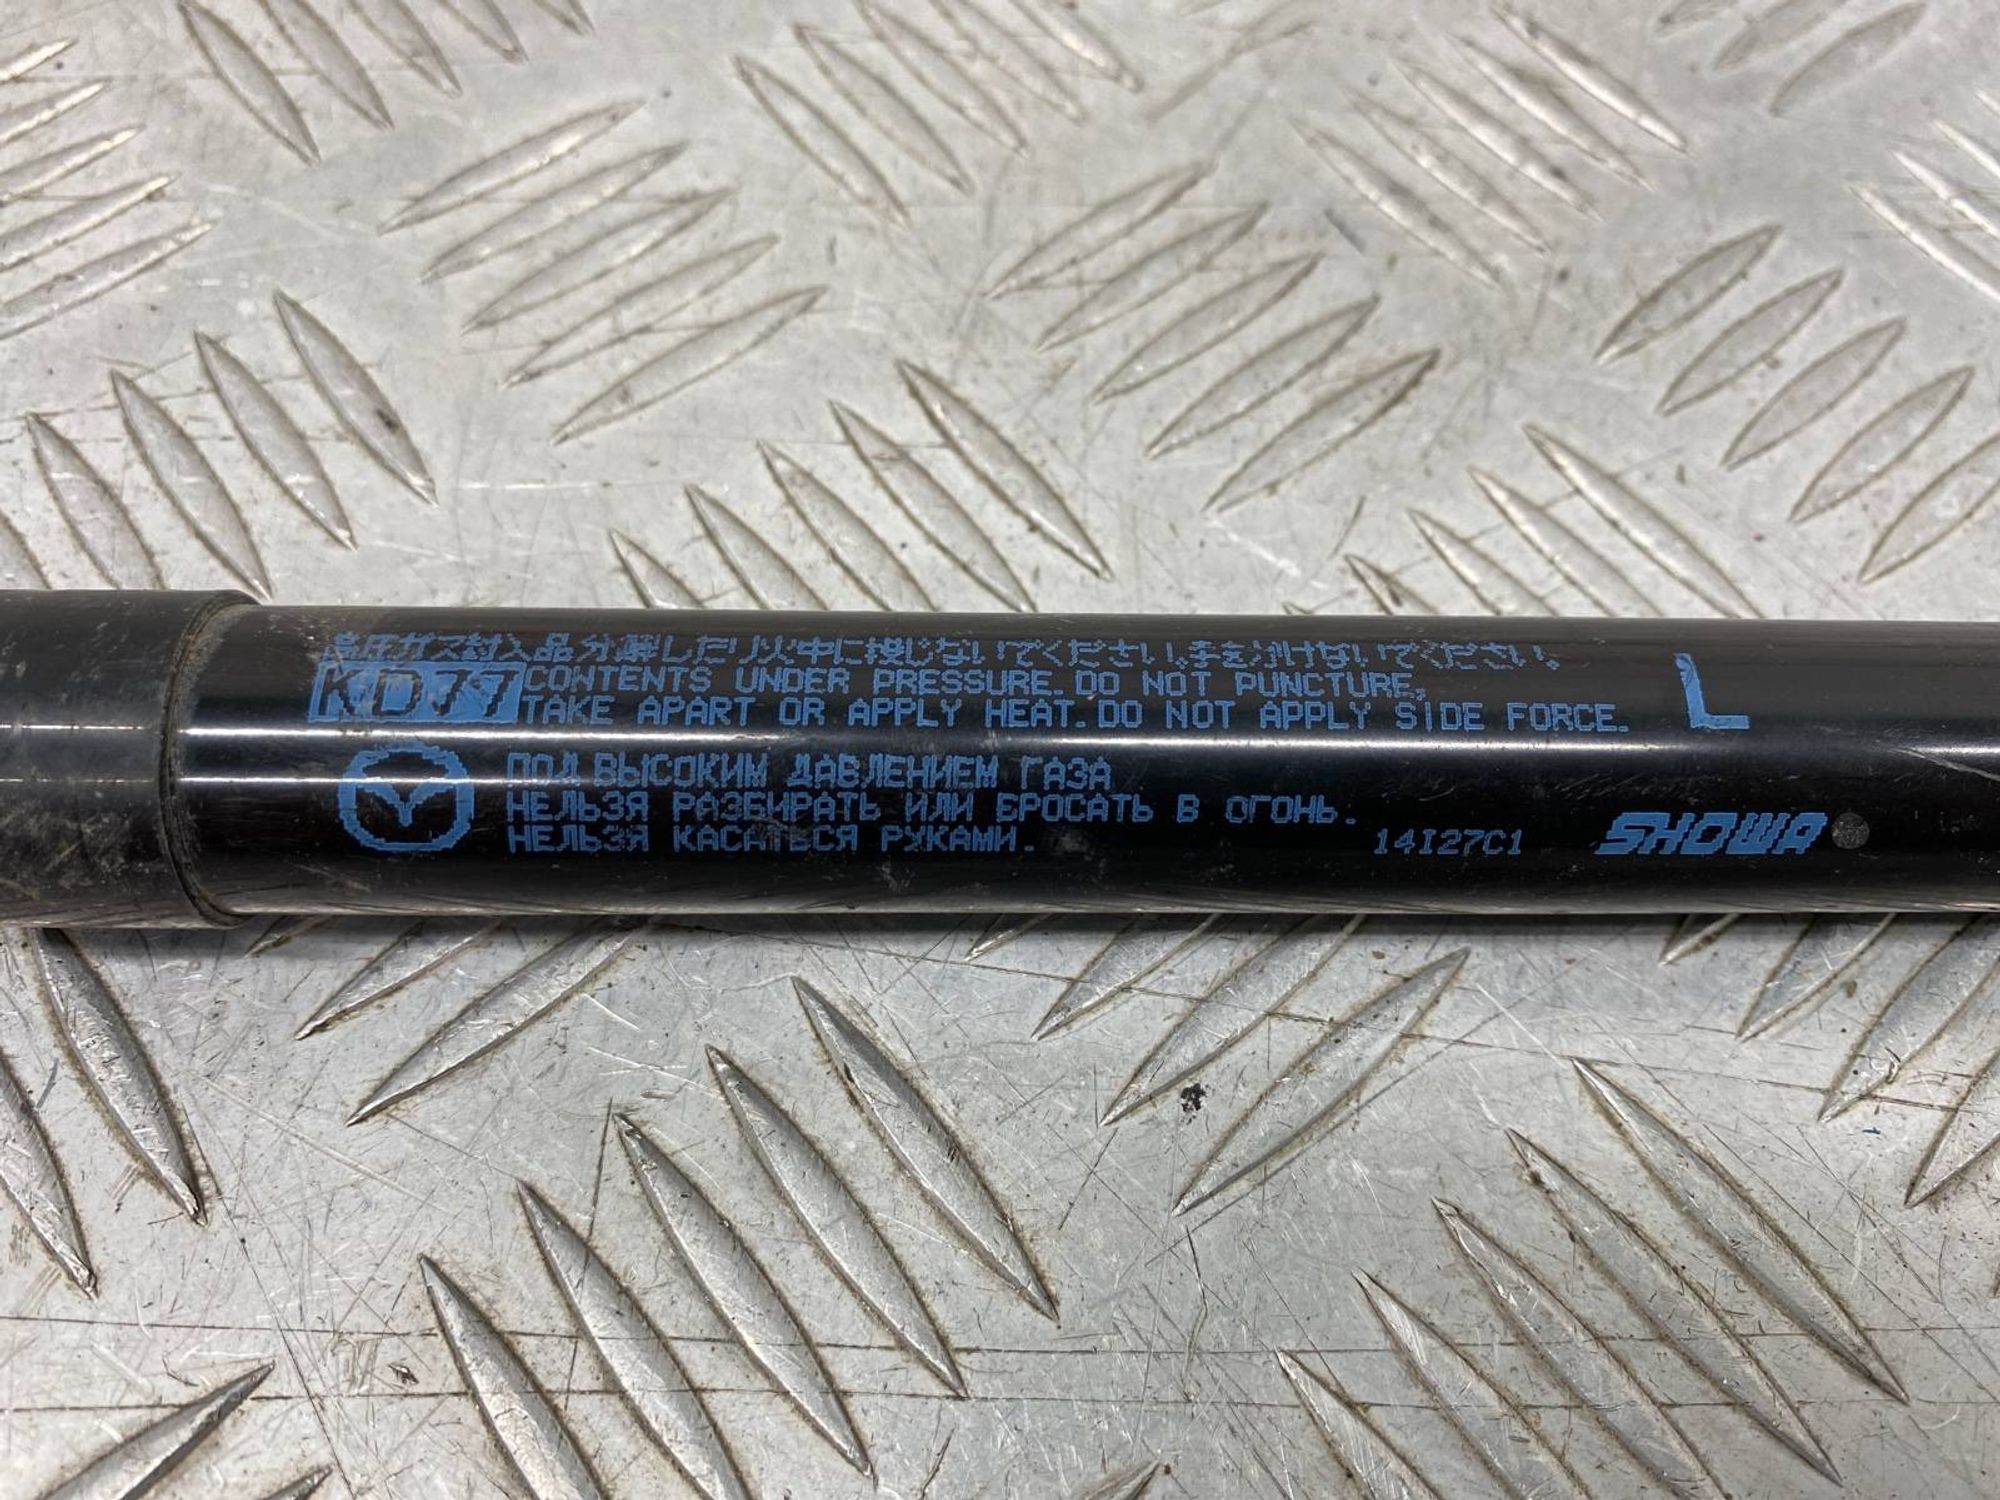 高圧ガス封入品分解したり火中に投じないでください.手を掛けないでください.
KD77
CONTENTS UNDER PRESSURE. DO NOT PUNCTURE,
TAKE APART OR APPLY HEAT. DO NOT APPLY SIDE FORCE.
L
ПОД ВЫСОКИМ ДАВЛЕНИЕМ ГАЗА
НЕЛЬЗЯ РАЗБИРАТЬ ИЛИ БРОСАТЬ В ОГОНЬ.
НЕЛЬЗЯ КАСАТЬСЯ РУКАМИ.
14I27C1
SHOWA